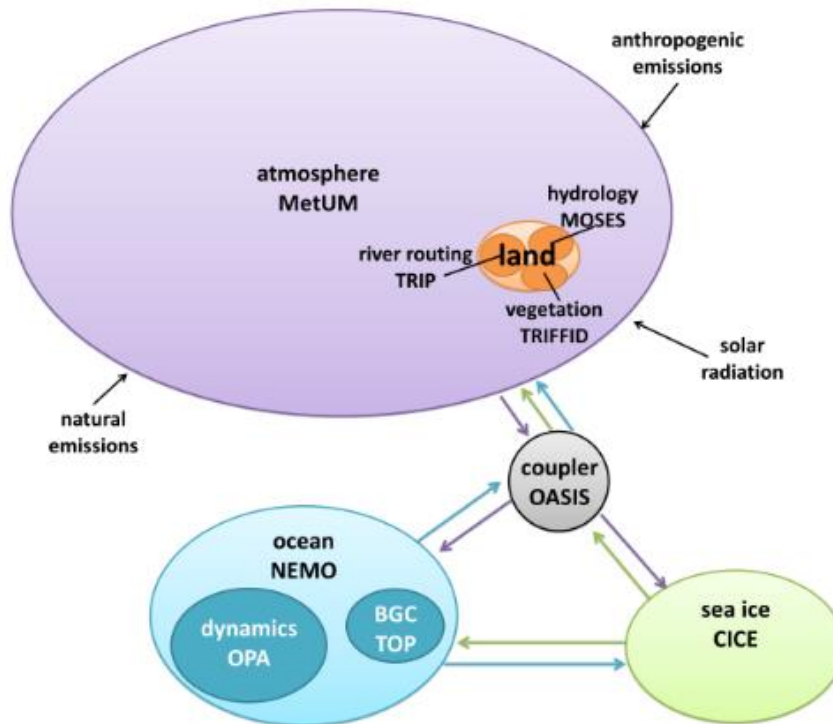 anthropogenic
emissions
atmosphere
MetUM
hydrology
MOSES
river routing
TRIP
land
vegetation
TRIFFID
solar
radiation
natural
emissions
coupler
OASIS
ocean
NEMO
dynamics
OPA
BGC
TOP
sea ice
CICE